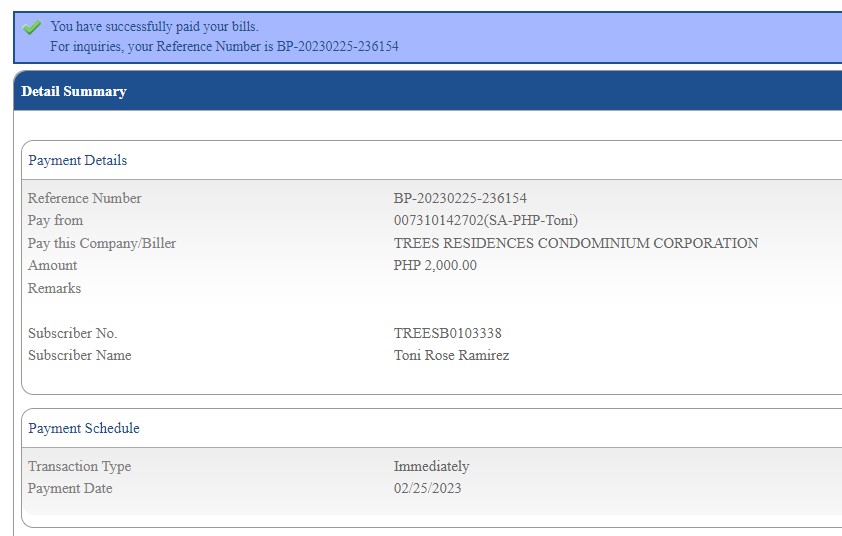 You have successfully paid your bills.
For inquiries, your Reference Number is BP-20230225-236154
Detail Summary
Payment Details
Reference Number BP-20230225-236154
Pay from 007310142702(SA-PHP-Toni)
Pay this Company/Biller TREES RESIDENCES CONDOMINIUM CORPORATION
Amount PHP 2,000.00
Remarks
Subscriber No. TREESB0103338
Subscriber Name Toni Rose Ramirez
Payment Schedule
Transaction Type Immediately
Payment Date 02/25/2023